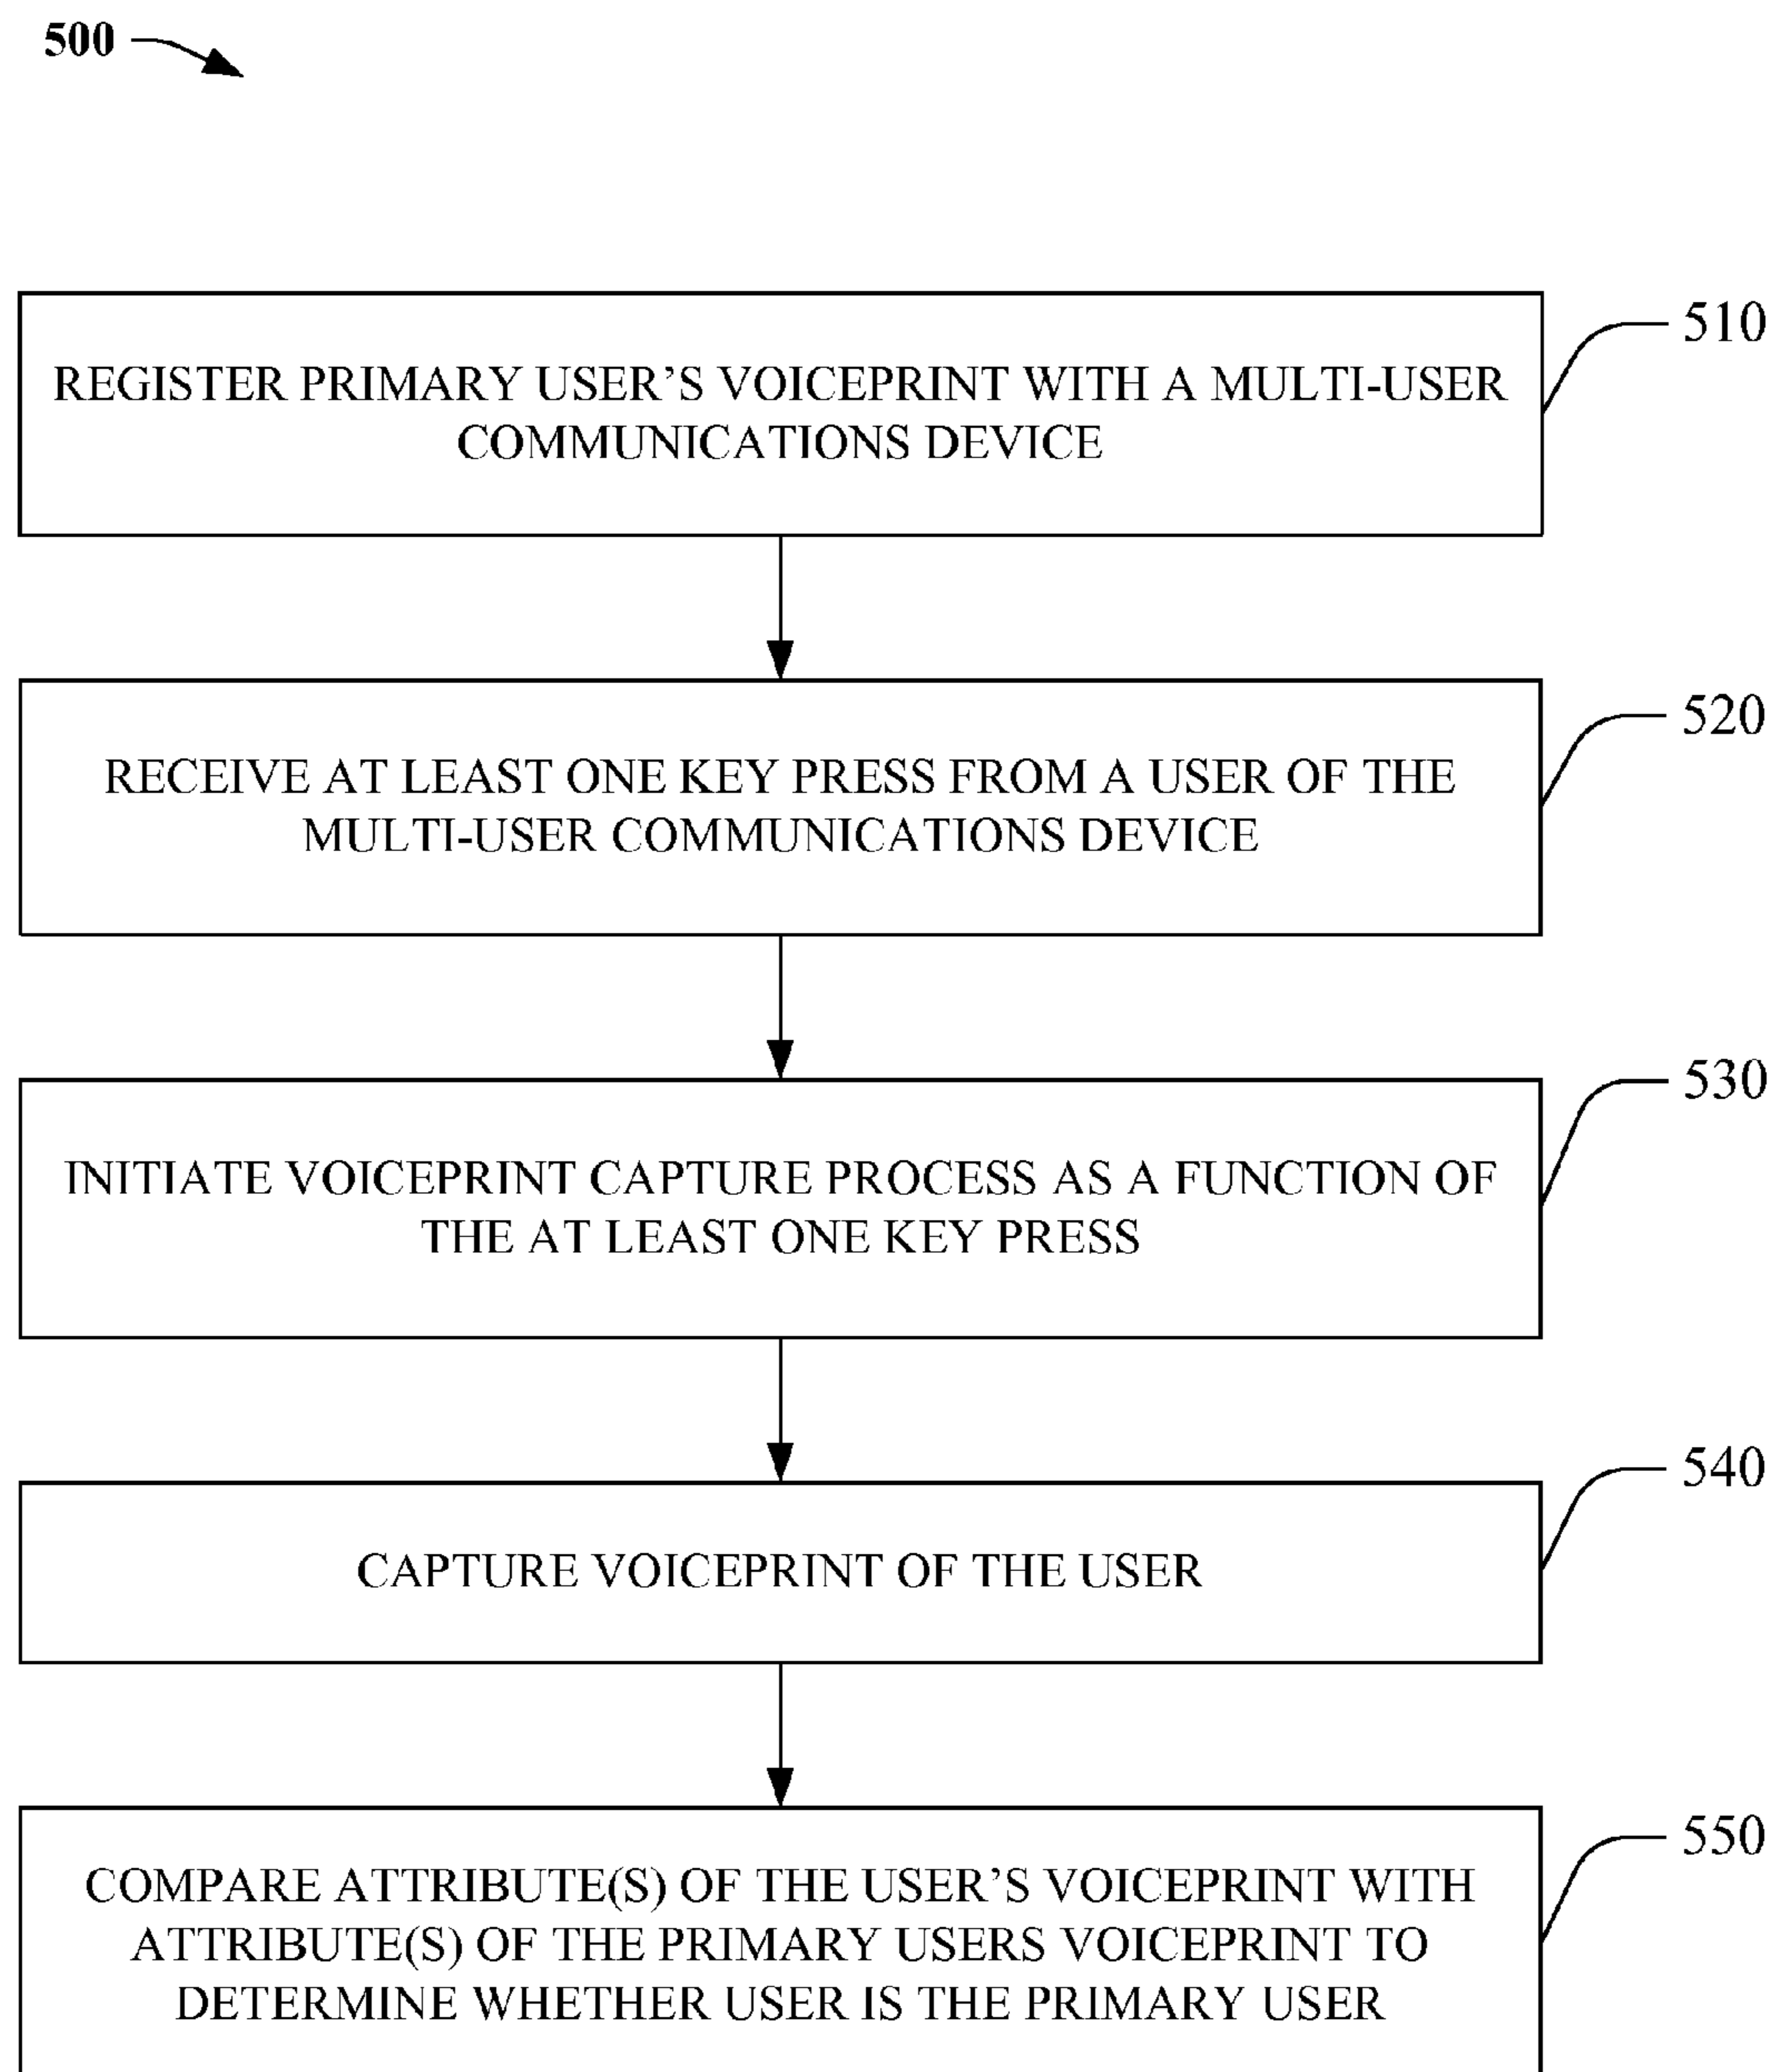 500
510
REGISTER PRIMARY USER’S VOICEPRINT WITH A MULTI-USER
COMMUNICATIONS DEVICE
520
RECEIVE AT LEAST ONE KEY PRESS FROM A USER OF THE
MULTI-USER COMMUNICATIONS DEVICE
530
INITIATE VOICEPRINT CAPTURE PROCESS AS A FUNCTION OF
THE AT LEAST ONE KEY PRESS
540
CAPTURE VOICEPRINT OF THE USER
550
COMPARE ATTRIBUTE(S) OF THE USER’S VOICEPRINT WITH
ATTRIBUTE(S) OF THE PRIMARY USERS VOICEPRINT TO
DETERMINE WHETHER USER IS THE PRIMARY USER